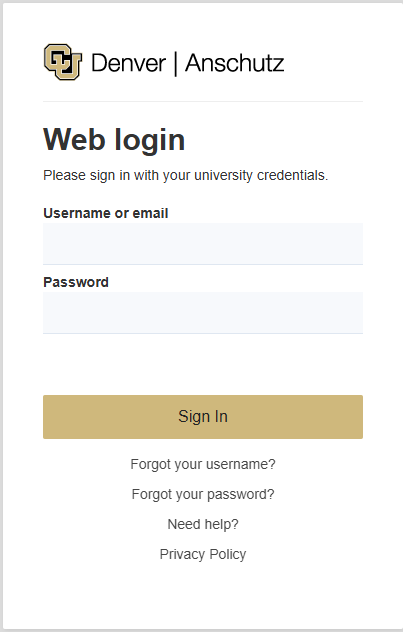 CU Denver | Anschutz
Web login
Please sign in with your university credentials.
Username or email
Password
Sign In
Forgot your username?
Forgot your password?
Need help?
Privacy Policy